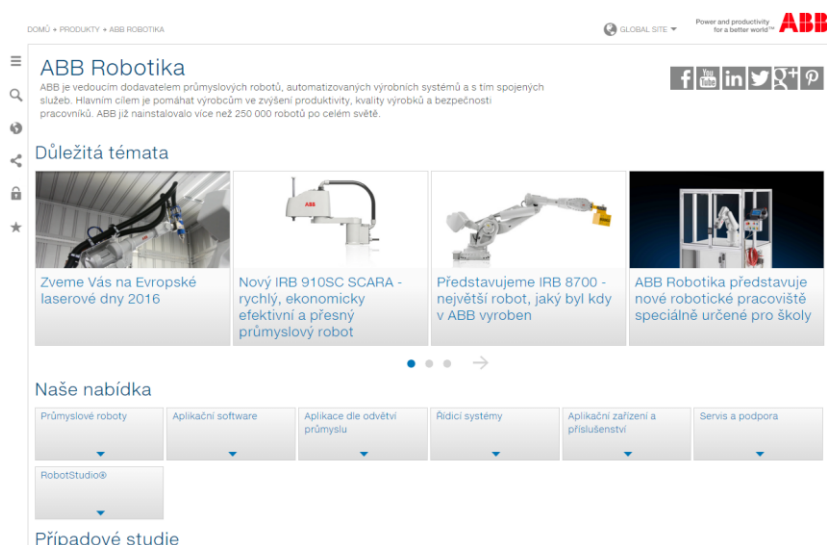 DOMŮ • PRODUKTY • ABB ROBOTIKA
GLOBAL SITE
Power and productivity
for a better world™
ABB
ABB Robotika
ABB je vedoucím dodavatelem průmyslových robotů, automatizovaných výrobních systémů a s tím spojených
služeb. Hlavním cílem je pomáhat výrobcům ve zvýšení produktivity, kvality výrobků a bezpečnosti
pracovníků. ABB již nainstalovalo více než 250 000 robotů po celém světě.
f You Tube in g+
Důležitá témata
ABB
Zveme Vás na Evropské
laserové dny 2016
Nový IRB 910SC SCARA -
rychlý, ekonomicky
efektivní a přesný
průmyslový robot
Představujeme IRB 8700 -
největší robot, jaký byl kdy
v ABB vyroben
ABB Robotika představuje
nové robotické pracoviště
speciálně určené pro školy
Naše nabídka
Průmyslové roboty
Aplikační software
Aplikace dle odvětví
průmyslu
Řídicí systémy
Aplikační zařízení a
příslušenství
Servis a podpora
RobotStudio®
Případové studie